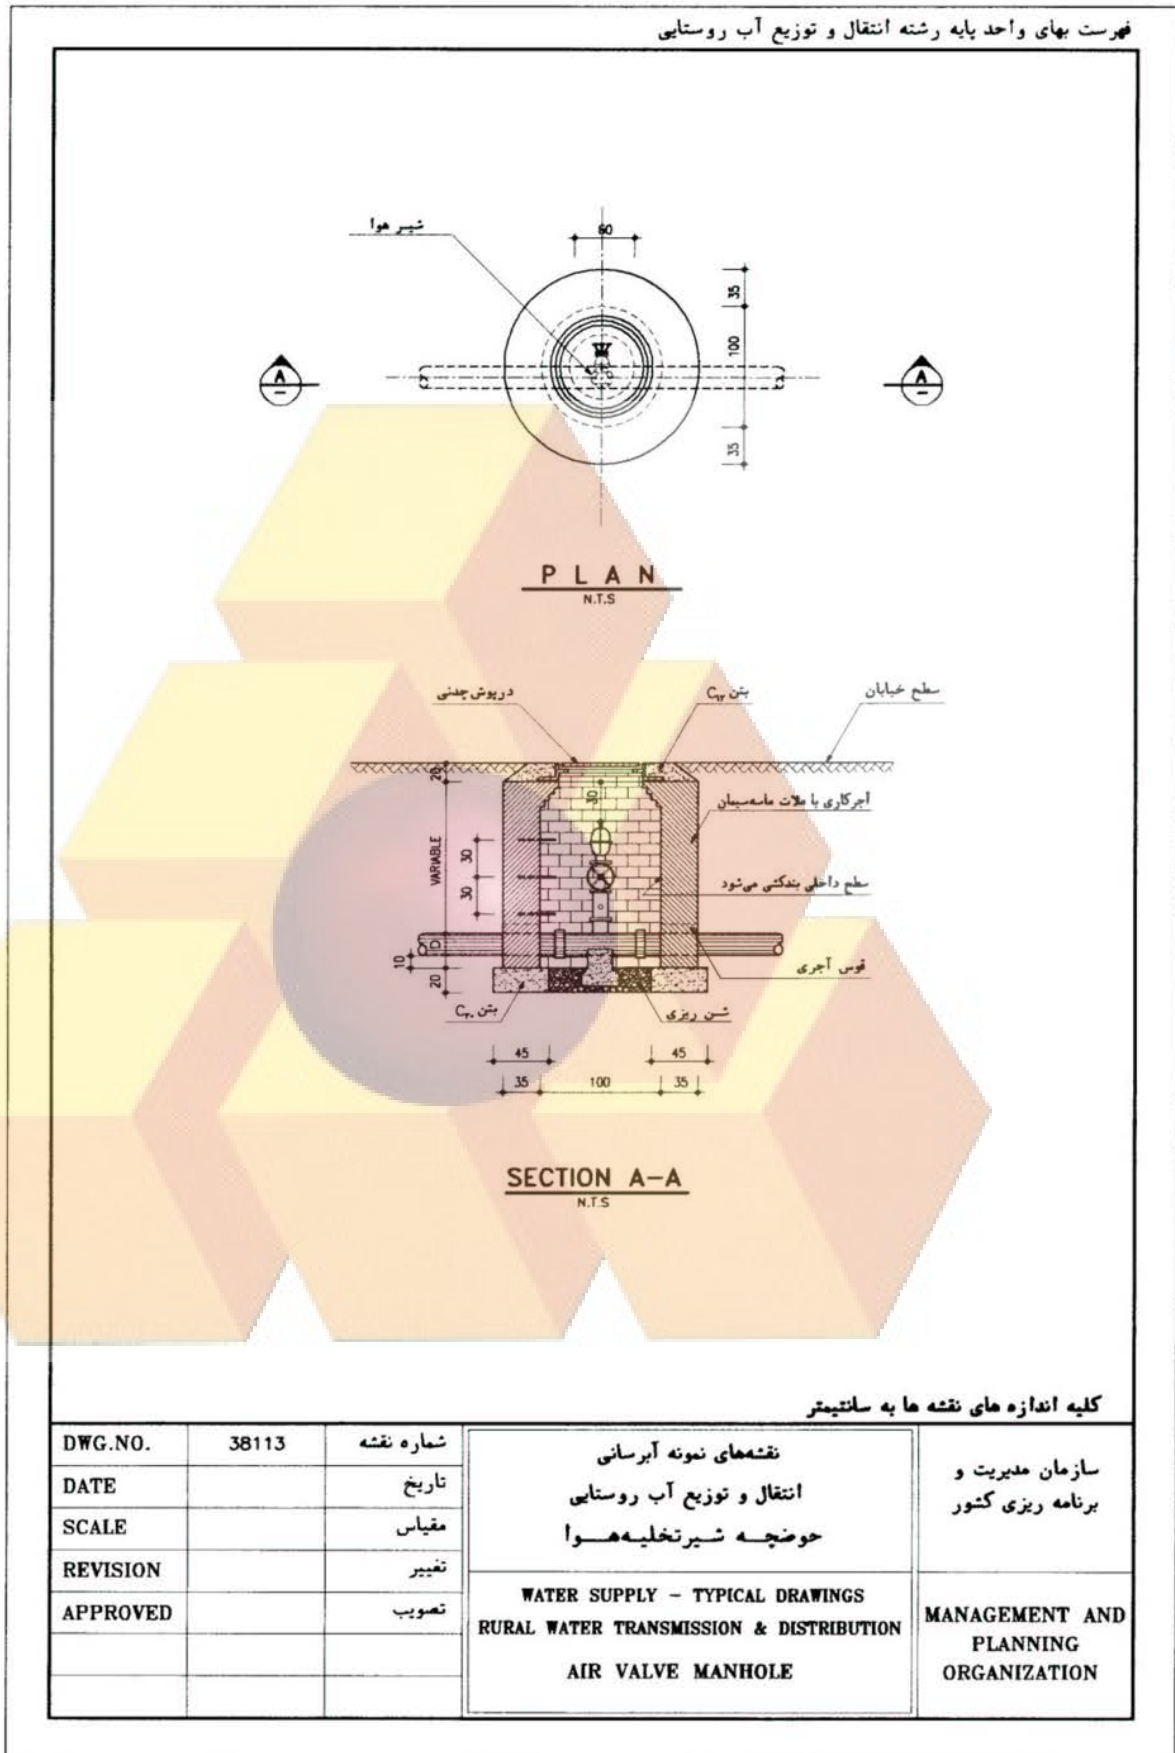 فهرست بهای واحد پایه رشته انتقال و توزیع آب روستایی
شیر هوا
60
35
100
35
A
A
PLAN
N.T.S
درپوش چدنی
بتن C۱۲
سطح خیابان
20
30
آجرکاری با ملات ماسه‌سیمان
VARIABLE
30
30
سطح داخلی بندکشی می‌شود
D
10
20
قوس آجری
بتن C۲۰
شن ریزی
45
45
35
100
35
SECTION A-A
N.T.S
کلیه اندازه های نقشه ها به سانتیمتر
DWG.NO.
38113
شماره نقشه
DATE
تاریخ
SCALE
مقیاس
REVISION
تغییر
APPROVED
تصویب
نقشه‌های نمونه آبرسانی
انتقال و توزیع آب روستایی
حوضچه شیرتخلیه‌هوا
WATER SUPPLY - TYPICAL DRAWINGS
RURAL WATER TRANSMISSION & DISTRIBUTION
AIR VALVE MANHOLE
سازمان مدیریت و
برنامه ریزی کشور
MANAGEMENT AND
PLANNING
ORGANIZATION